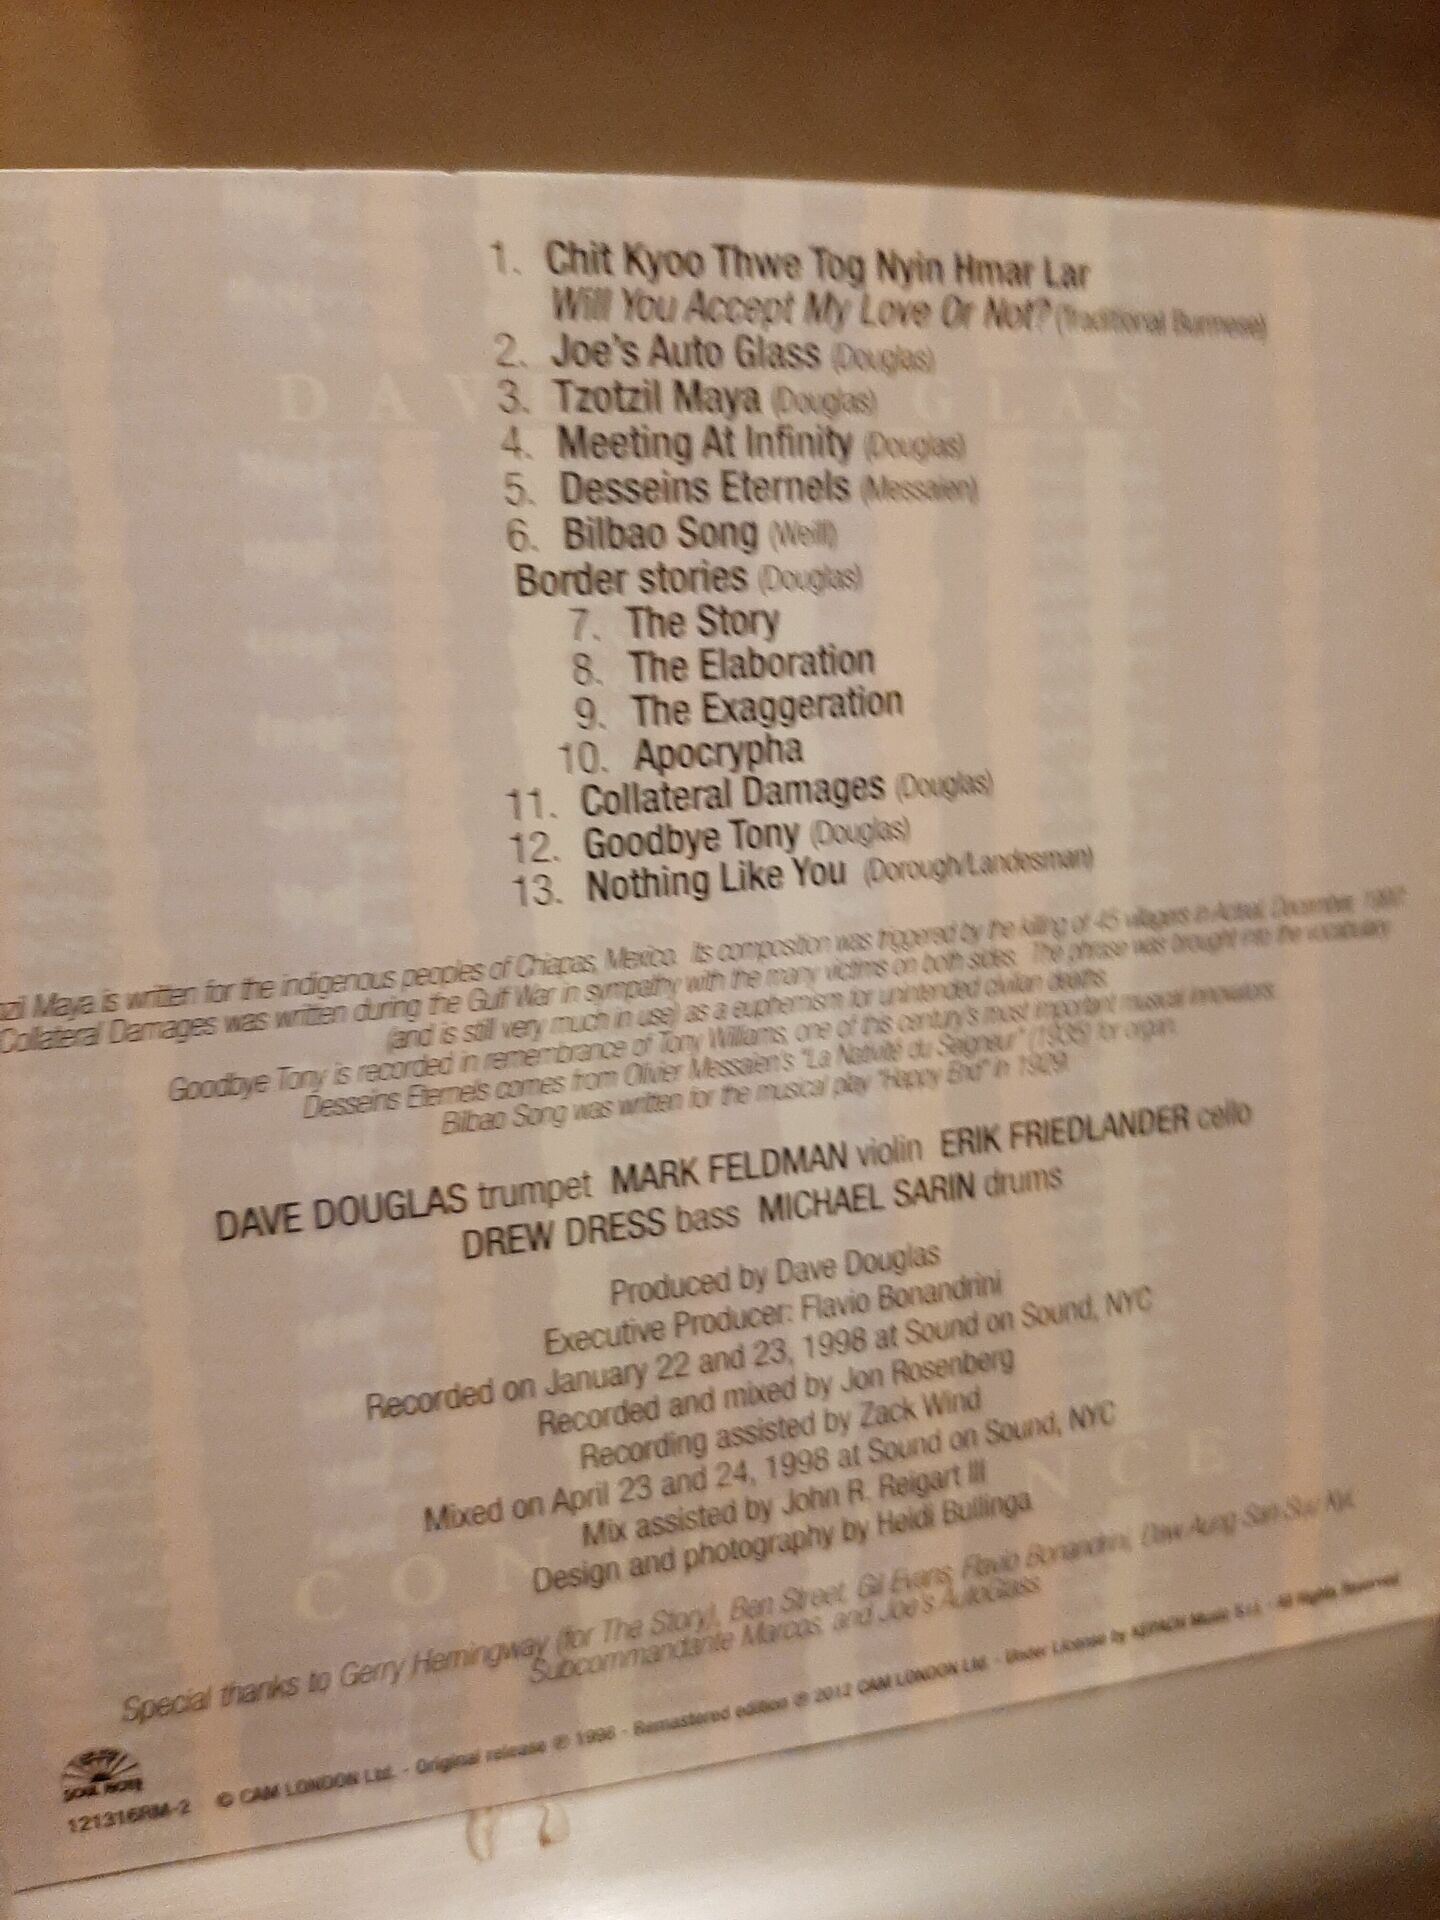 1. Chit Kyoo Thwe Tog Nyin Hmar Lar
Will You Accept My Love Or Not? (Traditional Burmese)
2. Joe's Auto Glass (Douglas)
3. Tzotzil Maya (Douglas)
4. Meeting At Infinity (Douglas)
5. Desseins Eternels (Messaien)
6. Bilbao Song (Weill)
Border stories (Douglas)
7. The Story
8. The Elaboration
9. The Exaggeration
10. Apocrypha
11. Collateral Damages (Douglas)
12. Goodbye Tony (Douglas)
13. Nothing Like You (Dorough/Landesman)
Maya is written for the indigenous peoples of Chiapas, Mexico. Its composition was triggered by the killing of 45 villagers in Acteal, December, 1997.
Collateral Damages was written during the Gulf War in sympathy with the many victims on both sides. The phrase was brought into the vocabulary
(and is still very much in use) as a euphemism for unintended civilian deaths.
Goodbye Tony is recorded in remembrance of Tony Williams, one of this century's most important musical innovators.
Desseins Eternels comes from Olivier Messaien's "La Nativité du Seigneur" (1935) for organ.
Bilbao Song was written for the musical play "Happy End" in 1929.
DAVE DOUGLAS trumpet MARK FELDMAN violin ERIK FRIEDLANDER cello
DREW DRESS bass MICHAEL SARIN drums
Produced by Dave Douglas
Executive Producer: Flavio Bonandrini
Recorded on January 22 and 23, 1998 at Sound on Sound, NYC
Recorded and mixed by Jon Rosenberg
Recording assisted by Zack Wind
Mixed on April 23 and 24, 1998 at Sound on Sound, NYC
Mix assisted by John R. Reigart III
Design and photography by Heidi Bullinga
Special thanks to Gerry Hemingway (for The Story), Ben Street, Gil Evans, Flavio Bonandrini, Daw Aung San Suu Kyi,
Subcommandante Marcos, and Joe's AutoGlass
SOUL NOTE
121316RM-2
© CAM LONDON Ltd. - Original release ℗ 1998 - Remastered edition ℗ 2012 CAM LONDON Ltd. - Under License by KEPACH Music S.r.l. - All Rights Reserved